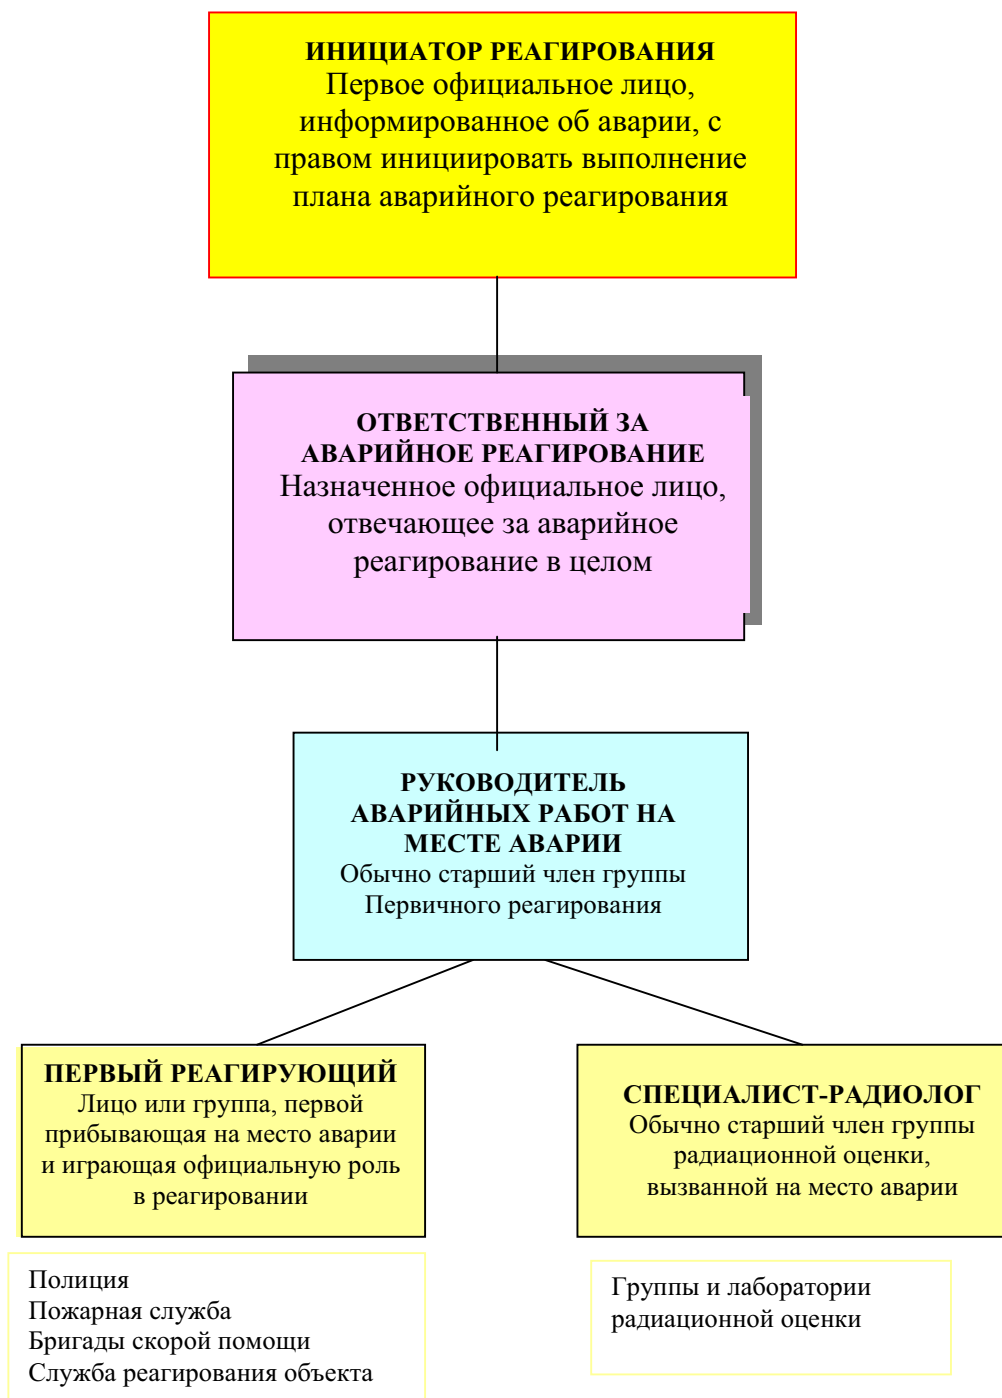 ИНИЦИАТОР РЕАГИРОВАНИЯ
Первое официальное лицо,
информированное об аварии, с
правом инициировать выполнение
плана аварийного реагирования
ОТВЕТСТВЕННЫЙ ЗА
АВАРИЙНОЕ РЕАГИРОВАНИЕ
Назначенное официальное лицо,
отвечающее за аварийное
реагирование в целом
РУКОВОДИТЕЛЬ
АВАРИЙНЫХ РАБОТ НА
МЕСТЕ АВАРИИ
Обычно старший член группы
Первичного реагирования
ПЕРВЫЙ РЕАГИРУЮЩИЙ
Лицо или группа, первой
прибывающая на место аварии
и играющая официальную роль
в реагировании
СПЕЦИАЛИСТ-РАДИОЛОГ
Обычно старший член группы
радиационной оценки,
вызванной на место аварии
Полиция
Пожарная служба
Бригады скорой помощи
Служба реагирования объекта
Группы и лаборатории
радиационной оценки